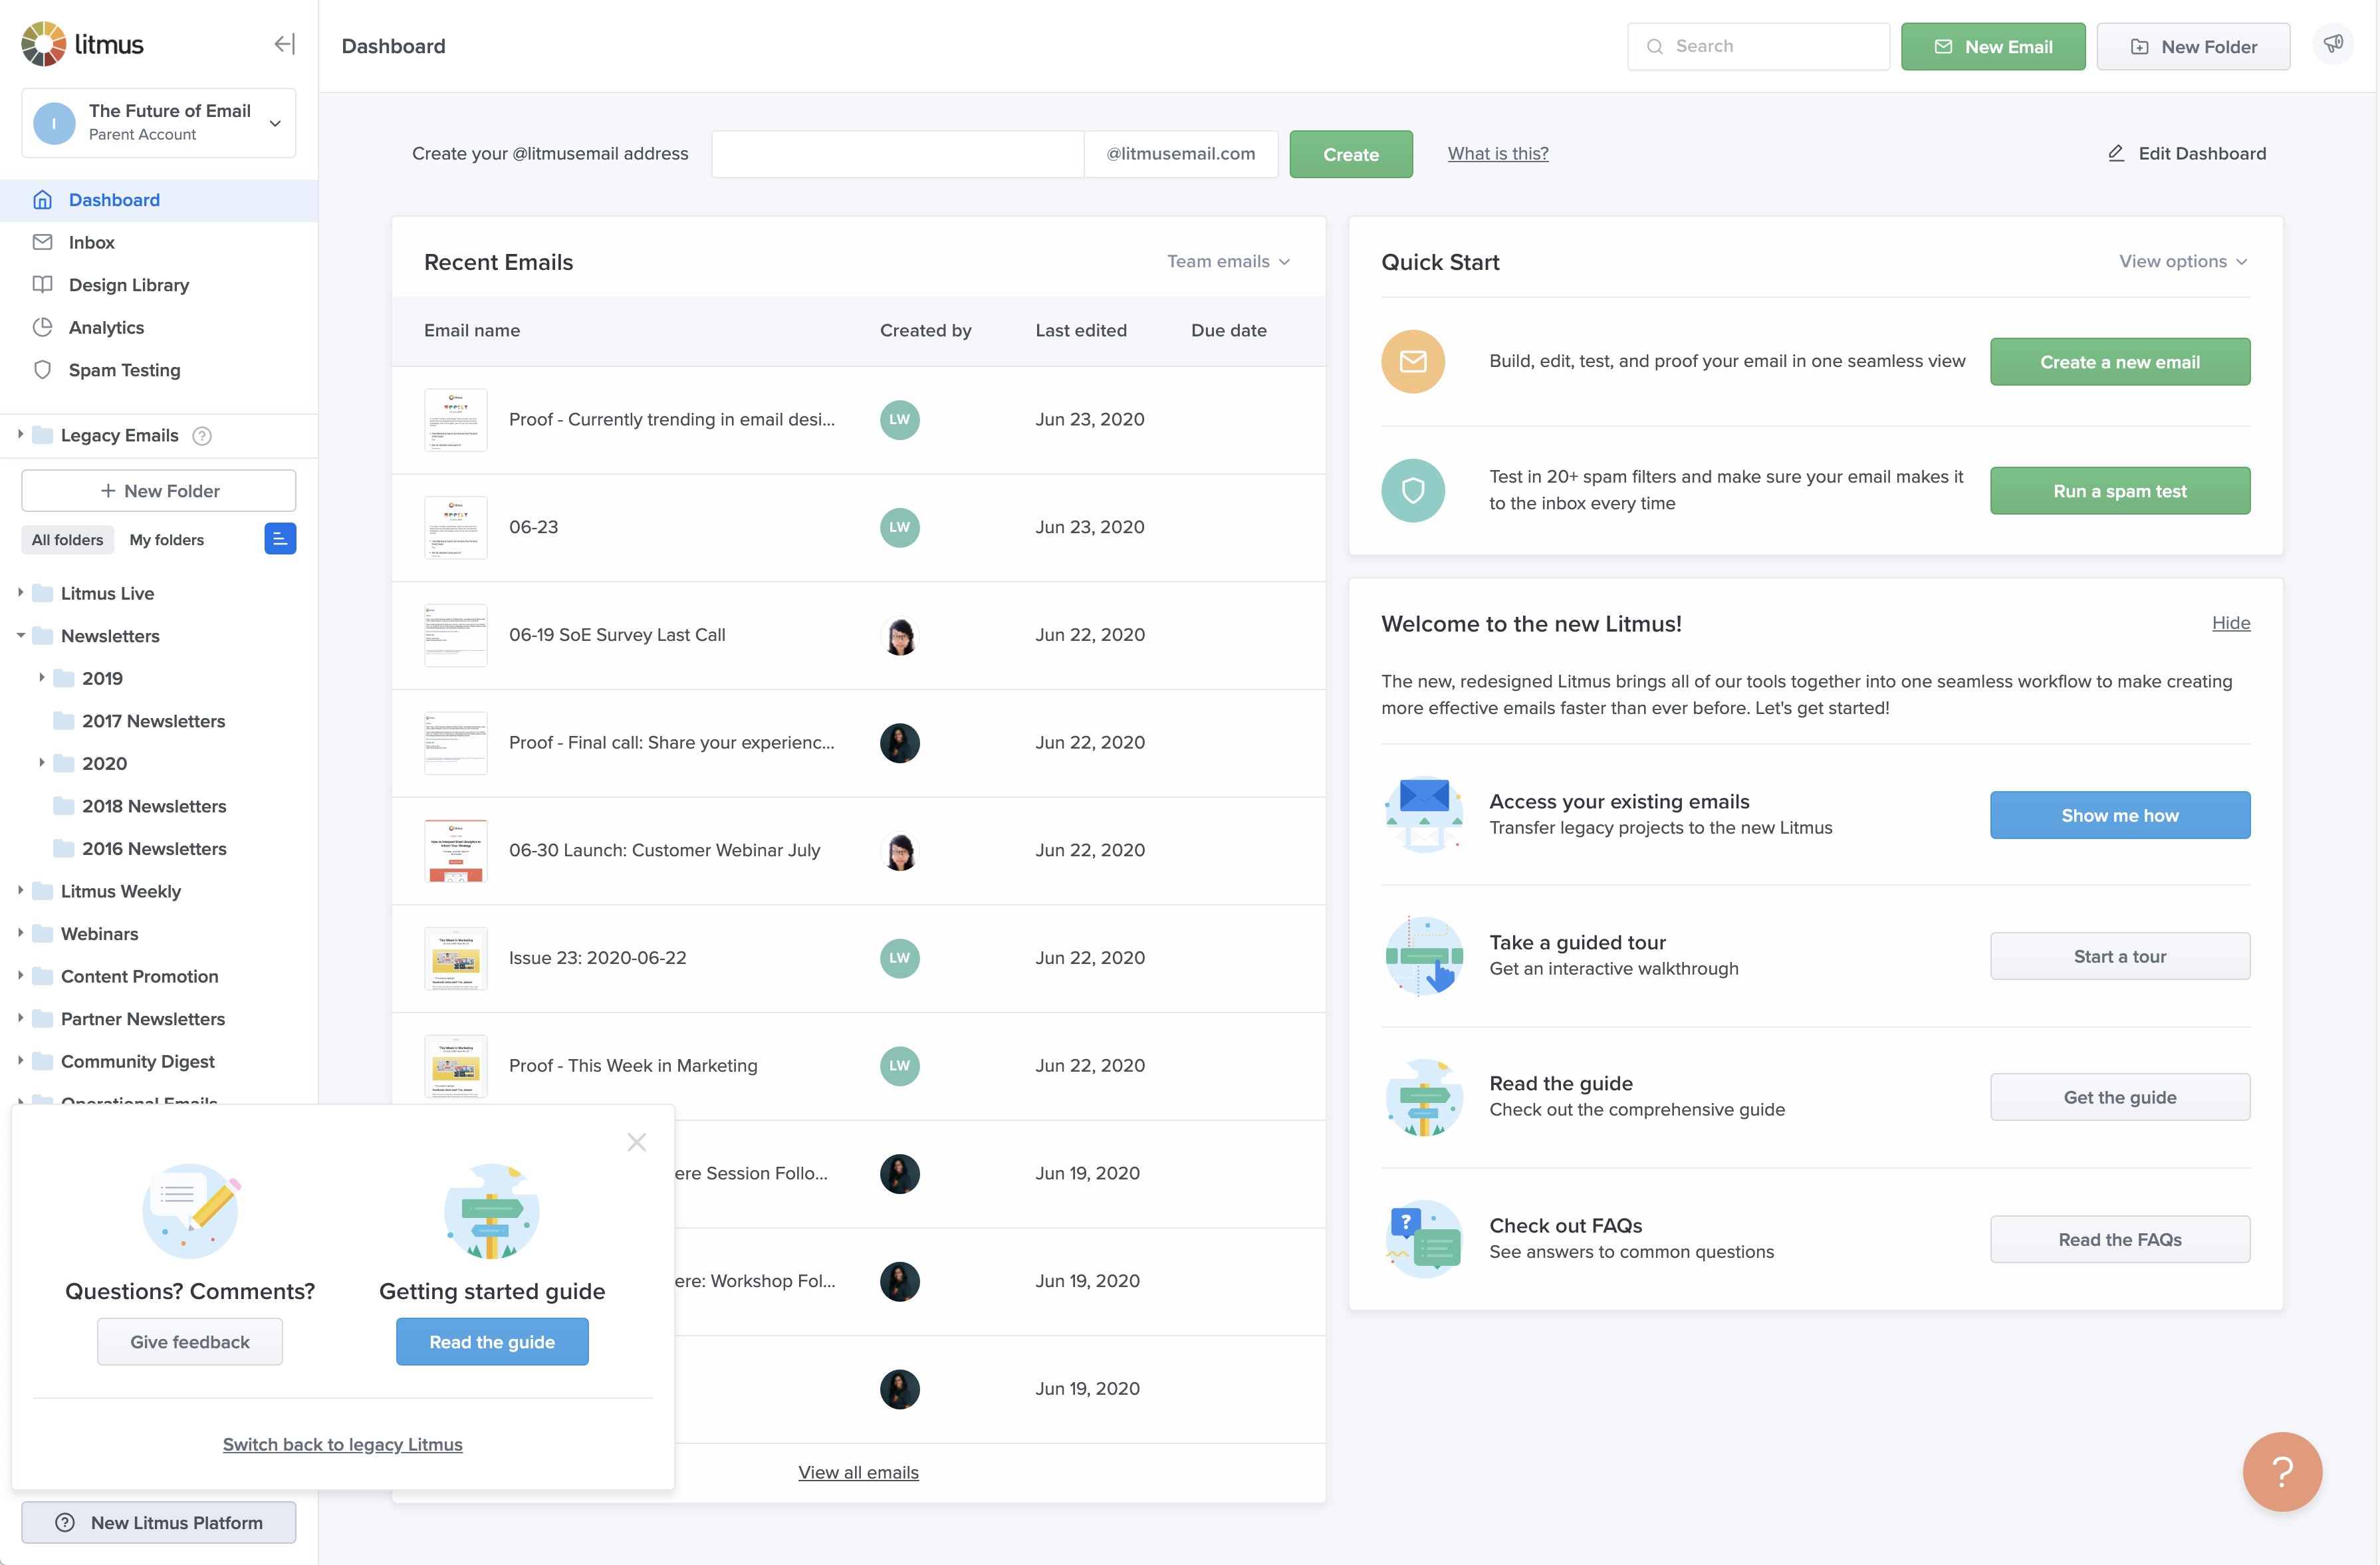 litmus
The Future of Email
Parent Account
Dashboard
Inbox
Design Library
Analytics
Spam Testing
Legacy Emails
+ New Folder
All folders
My folders
Litmus Live
Newsletters
2019
2017 Newsletters
2020
2018 Newsletters
2016 Newsletters
Litmus Weekly
Webinars
Content Promotion
Partner Newsletters
Community Digest
Operational Emails
Questions? Comments?
Give feedback
Getting started guide
Read the guide
Switch back to legacy Litmus
New Litmus Platform
Dashboard
Search
New Email
New Folder
Create your @litmusemail address
@litmusemail.com
Create
What is this?
Edit Dashboard
Recent Emails
Team emails
Email name Created by Last edited Due date
Proof - Currently trending in email desi... LW Jun 23, 2020
06-23 LW Jun 23, 2020
06-19 SoE Survey Last Call Jun 22, 2020
Proof - Final call: Share your experienc... Jun 22, 2020
06-30 Launch: Customer Webinar July Jun 22, 2020
Issue 23: 2020-06-22 LW Jun 22, 2020
Proof - This Week in Marketing LW Jun 22, 2020
ere Session Follo... Jun 19, 2020
ere: Workshop Fol... Jun 19, 2020
Jun 19, 2020
View all emails
Quick Start
View options
Build, edit, test, and proof your email in one seamless view
Create a new email
Test in 20+ spam filters and make sure your email makes it
to the inbox every time
Run a spam test
Welcome to the new Litmus!
Hide
The new, redesigned Litmus brings all of our tools together into one seamless workflow to make creating
more effective emails faster than ever before. Let's get started!
Access your existing emails
Transfer legacy projects to the new Litmus
Show me how
Take a guided tour
Get an interactive walkthrough
Start a tour
Read the guide
Check out the comprehensive guide
Get the guide
Check out FAQs
See answers to common questions
Read the FAQs
?